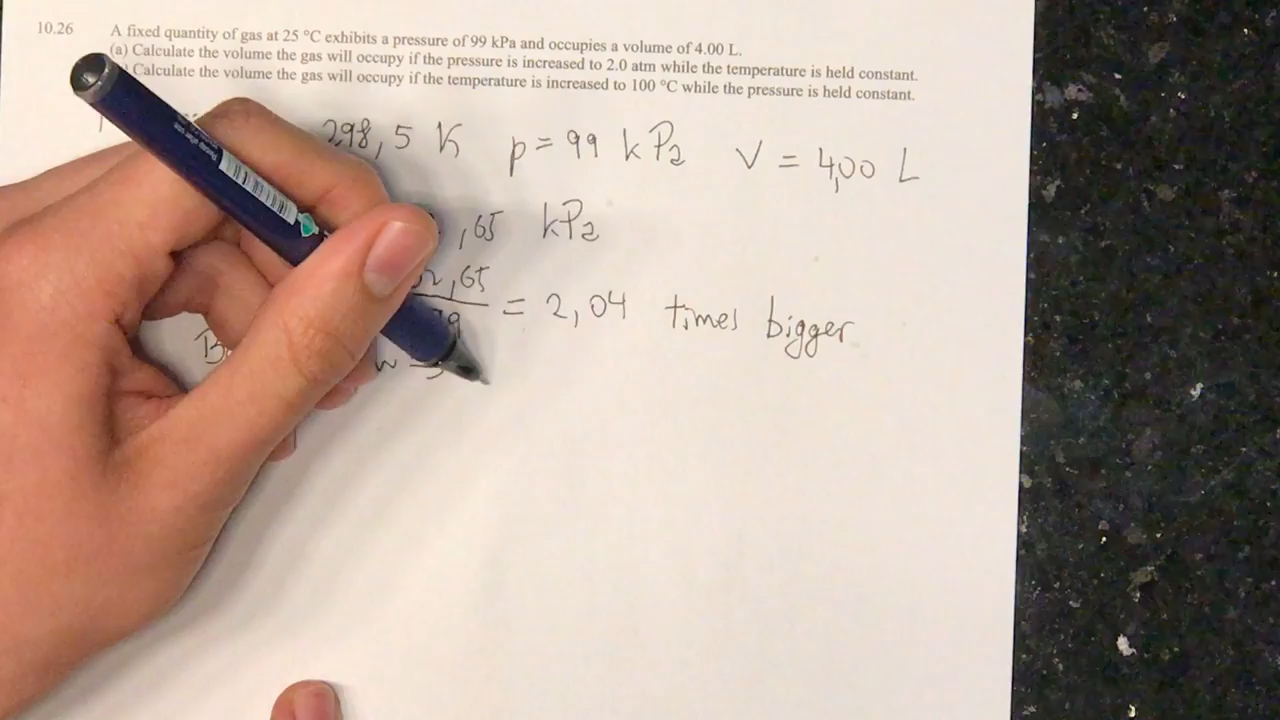 10.26 A fixed quantity of gas at 25 °C exhibits a pressure of 99 kPa and occupies a volume of 4.00 L.
(a) Calculate the volume the gas will occupy if the pressure is increased to 2.0 atm while the temperature is held constant.
) Calculate the volume the gas will occupy if the temperature is increased to 100 °C while the pressure is held constant.
298,5 K p = 99 kPa V = 4,00 L
,65 kPa
2,65
= 2,04 times bigger